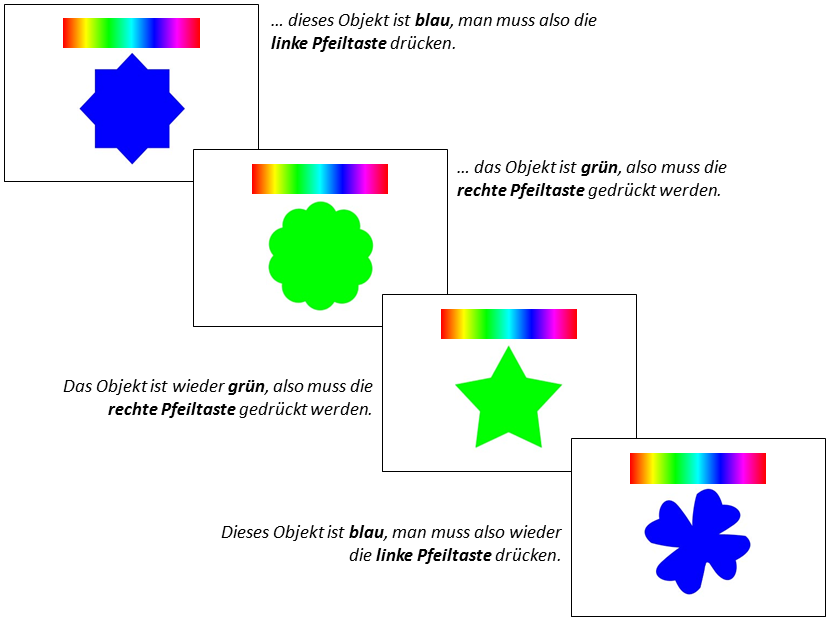 … dieses Objekt ist blau, man muss also die
linke Pfeiltaste drücken.
… das Objekt ist grün, also muss die
rechte Pfeiltaste gedrückt werden.
Das Objekt ist wieder grün, also muss die
rechte Pfeiltaste gedrückt werden.
Dieses Objekt ist blau, man muss also wieder
die linke Pfeiltaste drücken.